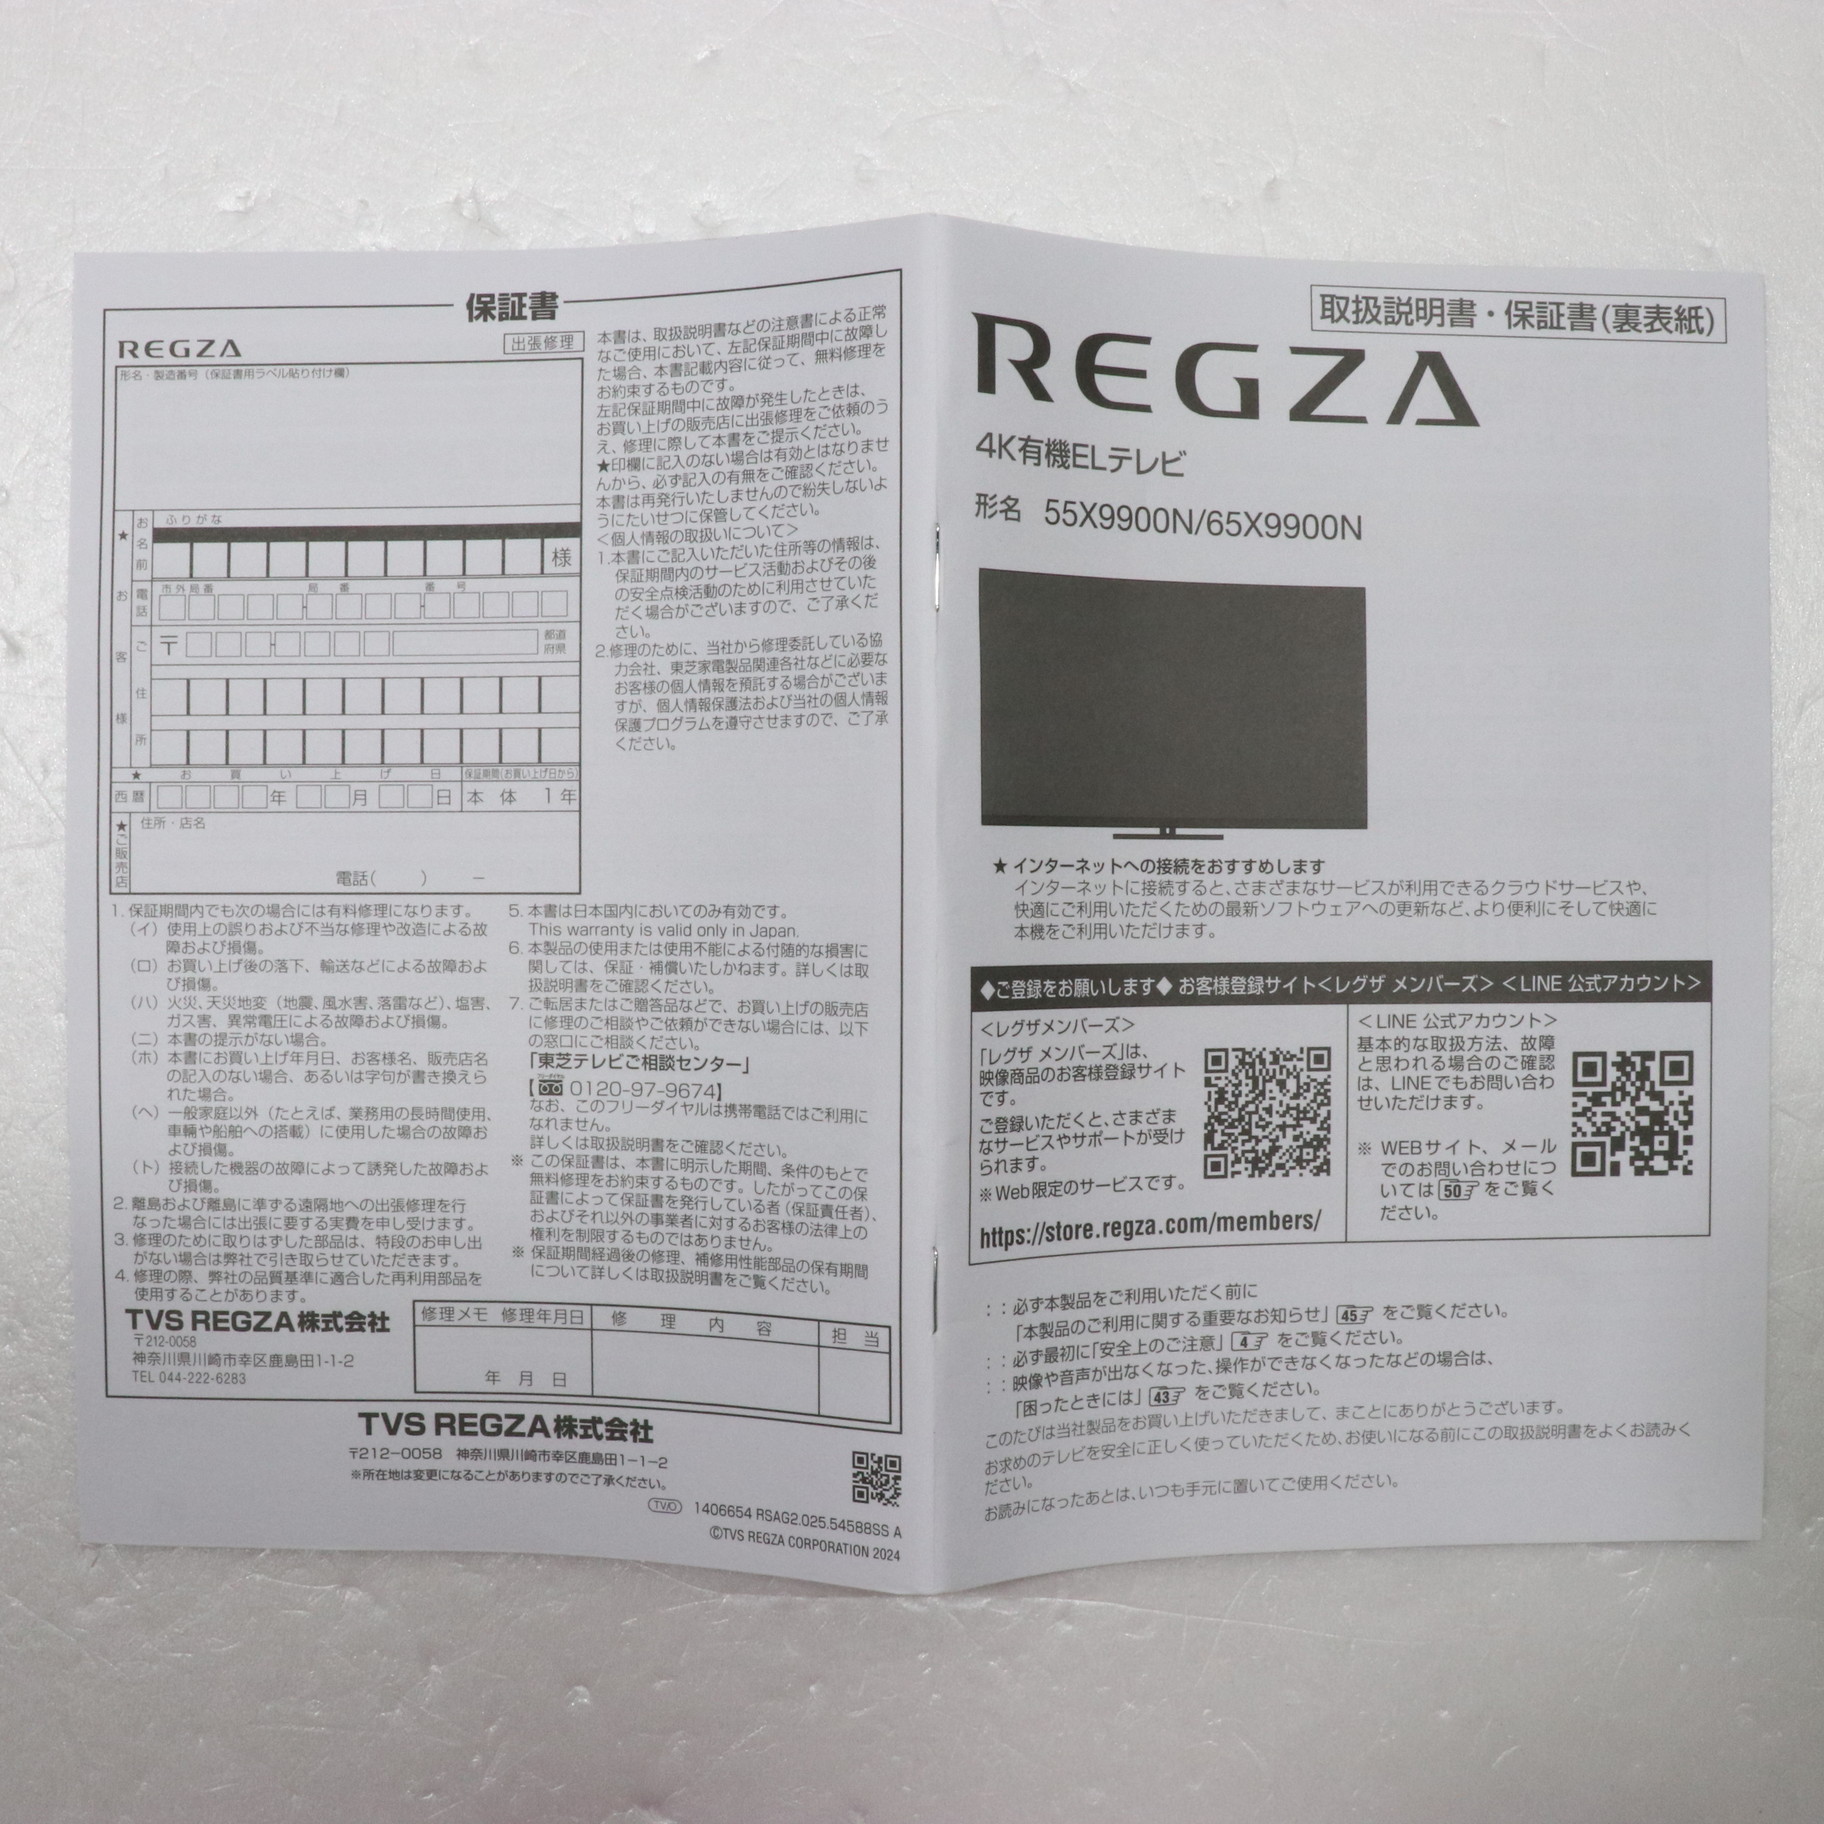 保証書
REGZA
出張修理
形名・製造番号（保証書用ラベル貼り付け欄）
★
お客様
お名前
ふりがな
様
電話
市外局番 局番 番号
ご住所
〒
都道
府県
★ お買い上げ日
保証期間(お買い上げ日から)
西暦 年 月 日
本体 1年
★ご販売店
住所・店名
電話( ) －
本書は、取扱説明書などの注意書による正常
なご使用において、左記保証期間中に故障し
た場合、本書記載内容に従って、無料修理を
お約束するものです。
左記保証期間中に故障が発生したときは、
お買い上げの販売店に出張修理をご依頼のう
え、修理に際して本書をご提示ください。
★印欄に記入のない場合は有効とはなりませ
んから、必ず記入の有無をご確認ください。
本書は再発行いたしませんので紛失しないよ
うにたいせつに保管してください。
＜個人情報の取扱いについて＞
1.本書にご記入いただいた住所等の情報は、
保証期間内のサービス活動およびその後
の安全点検活動のために利用させていた
だく場合がございますので、ご了承くだ
さい。
2.修理のために、当社から修理委託している協
力会社、東芝家電製品関連各社などに必要な
お客様の個人情報を預託する場合がございま
すが、個人情報保護法および当社の個人情報
保護プログラムを遵守させますので、ご了承
ください。
1. 保証期間内でも次の場合には有料修理になります。
（イ）使用上の誤りおよび不当な修理や改造による故
障および損傷。
（ロ）お買い上げ後の落下、輸送などによる故障およ
び損傷。
（ハ）火災、天災地変（地震、風水害、落雷など）、塩害、
ガス害、異常電圧による故障および損傷。
（ニ）本書の提示がない場合。
（ホ）本書にお買い上げ年月日、お客様名、販売店名
の記入のない場合、あるいは字句が書き換えら
れた場合。
（ヘ）一般家庭以外（たとえば、業務用の長時間使用、
車輛や船舶への搭載）に使用した場合の故障お
よび損傷。
（ト）接続した機器の故障によって誘発した故障およ
び損傷。
2. 離島および離島に準ずる遠隔地への出張修理を行
なった場合には出張に要する実費を申し受けます。
3. 修理のために取りはずした部品は、特段のお申し出
がない場合は弊社で引き取らせていただきます。
4. 修理の際、弊社の品質基準に適合した再利用部品を
使用することがあります。
5. 本書は日本国内においてのみ有効です。
This warranty is valid only in Japan.
6. 本製品の使用または使用不能による付随的な損害に
関しては、保証・補償いたしかねます。詳しくは取
扱説明書をご確認ください。
7. ご転居またはご贈答品などで、お買い上げの販売店
に修理のご相談やご依頼ができない場合には、以下
の窓口にご相談ください。
「東芝テレビご相談センター」
フリーダイヤル
【0120-97-9674】
なお、このフリーダイヤルは携帯電話ではご利用に
なれません。
詳しくは取扱説明書をご確認ください。
※ この保証書は、本書に明示した期間、条件のもとで
無料修理をお約束するものです。したがってこの保
証書によって保証書を発行している者（保証責任者）、
およびそれ以外の事業者に対するお客様の法律上の
権利を制限するものではありません。
※ 保証期間経過後の修理、補修用性能部品の保有期間
について詳しくは取扱説明書をご覧ください。
TVS REGZA株式会社
〒212-0058
神奈川県川崎市幸区鹿島田1-1-2
TEL 044-222-6283
修理メモ 修理年月日 修理内容 担当
年 月 日
TVS REGZA株式会社
〒212−0058 神奈川県川崎市幸区鹿島田1−1−2
※所在地は変更になることがありますのでご了承ください。
TV/O 1406654 RSAG2.025.54588SS A
©TVS REGZA CORPORATION 2024
取扱説明書・保証書(裏表紙)
REGZA
4K有機ELテレビ
形名 55X9900N/65X9900N
★ インターネットへの接続をおすすめします
インターネットに接続すると、さまざまなサービスが利用できるクラウドサービスや、
快適にご利用いただくための最新ソフトウェアへの更新など、より便利にそして快適に
本機をご利用いただけます。
◆ご登録をお願いします◆ お客様登録サイト＜レグザ メンバーズ＞ ＜LINE 公式アカウント＞
＜レグザメンバーズ＞
「レグザ メンバーズ」は、
映像商品のお客様登録サイト
です。
ご登録いただくと、さまざま
なサービスやサポートが受け
られます。
※Web限定のサービスです。
https://store.regza.com/members/
＜LINE 公式アカウント＞
基本的な取扱方法、故障
と思われる場合のご確認
は、LINEでもお問い合わ
せいただけます。
※ WEBサイト、メール
でのお問い合わせにつ
いては 50 をご覧く
ださい。
：：必ず本製品をご利用いただく前に
「本製品のご利用に関する重要なお知らせ」 45 をご覧ください。
：：必ず最初に「安全上のご注意」 4 をご覧ください。
：：映像や音声が出なくなった、操作ができなくなったなどの場合は、
「困ったときには」 43 をご覧ください。
このたびは当社製品をお買い上げいただきまして、まことにありがとうございます。
お求めのテレビを安全に正しく使っていただくため、お使いになる前にこの取扱説明書をよくお読みく
ださい。
お読みになったあとは、いつも手元に置いてご使用ください。